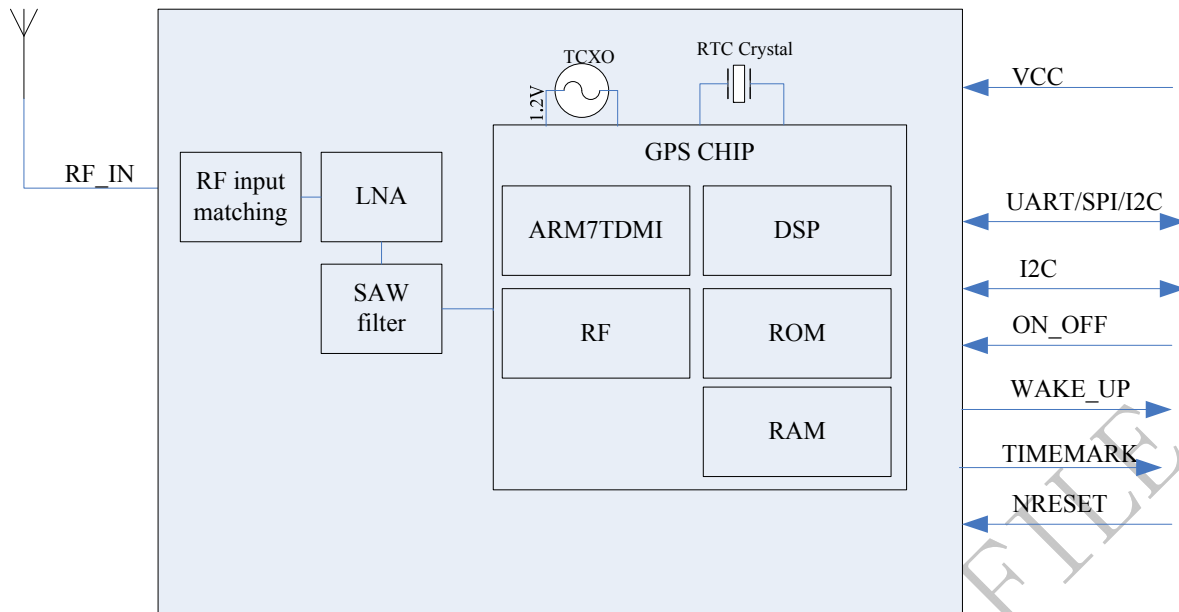 TCXO
RTC Crystal
1.2V
VCC
GPS CHIP
RF_IN
RF input
matching
LNA
ARM7TDMI
DSP
UART/SPI/I2C
SAW
filter
I2C
RF
ROM
ON_OFF
WAKE_UP
RAM
TIMEMARK
NRESET
FILE